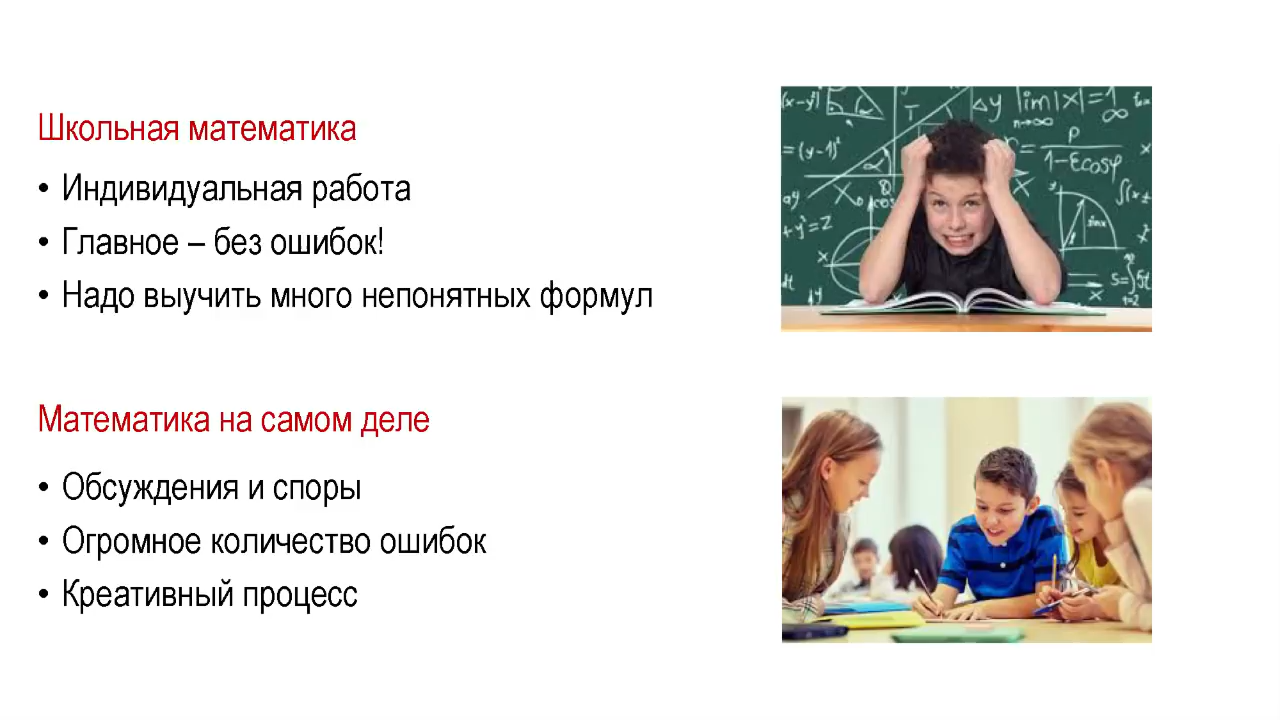 Школьная математика
• Индивидуальная работа
• Главное – без ошибок!
• Надо выучить много непонятных формул
Математика на самом деле
• Обсуждения и споры
• Огромное количество ошибок
• Креативный процесс